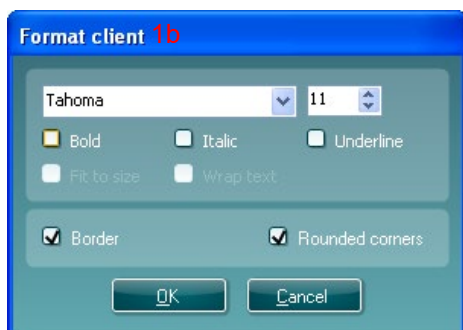 Format client 1b
Tahoma 11
Bold Italic Underline
Fit to size Wrap text
Border Rounded corners
OK Cancel